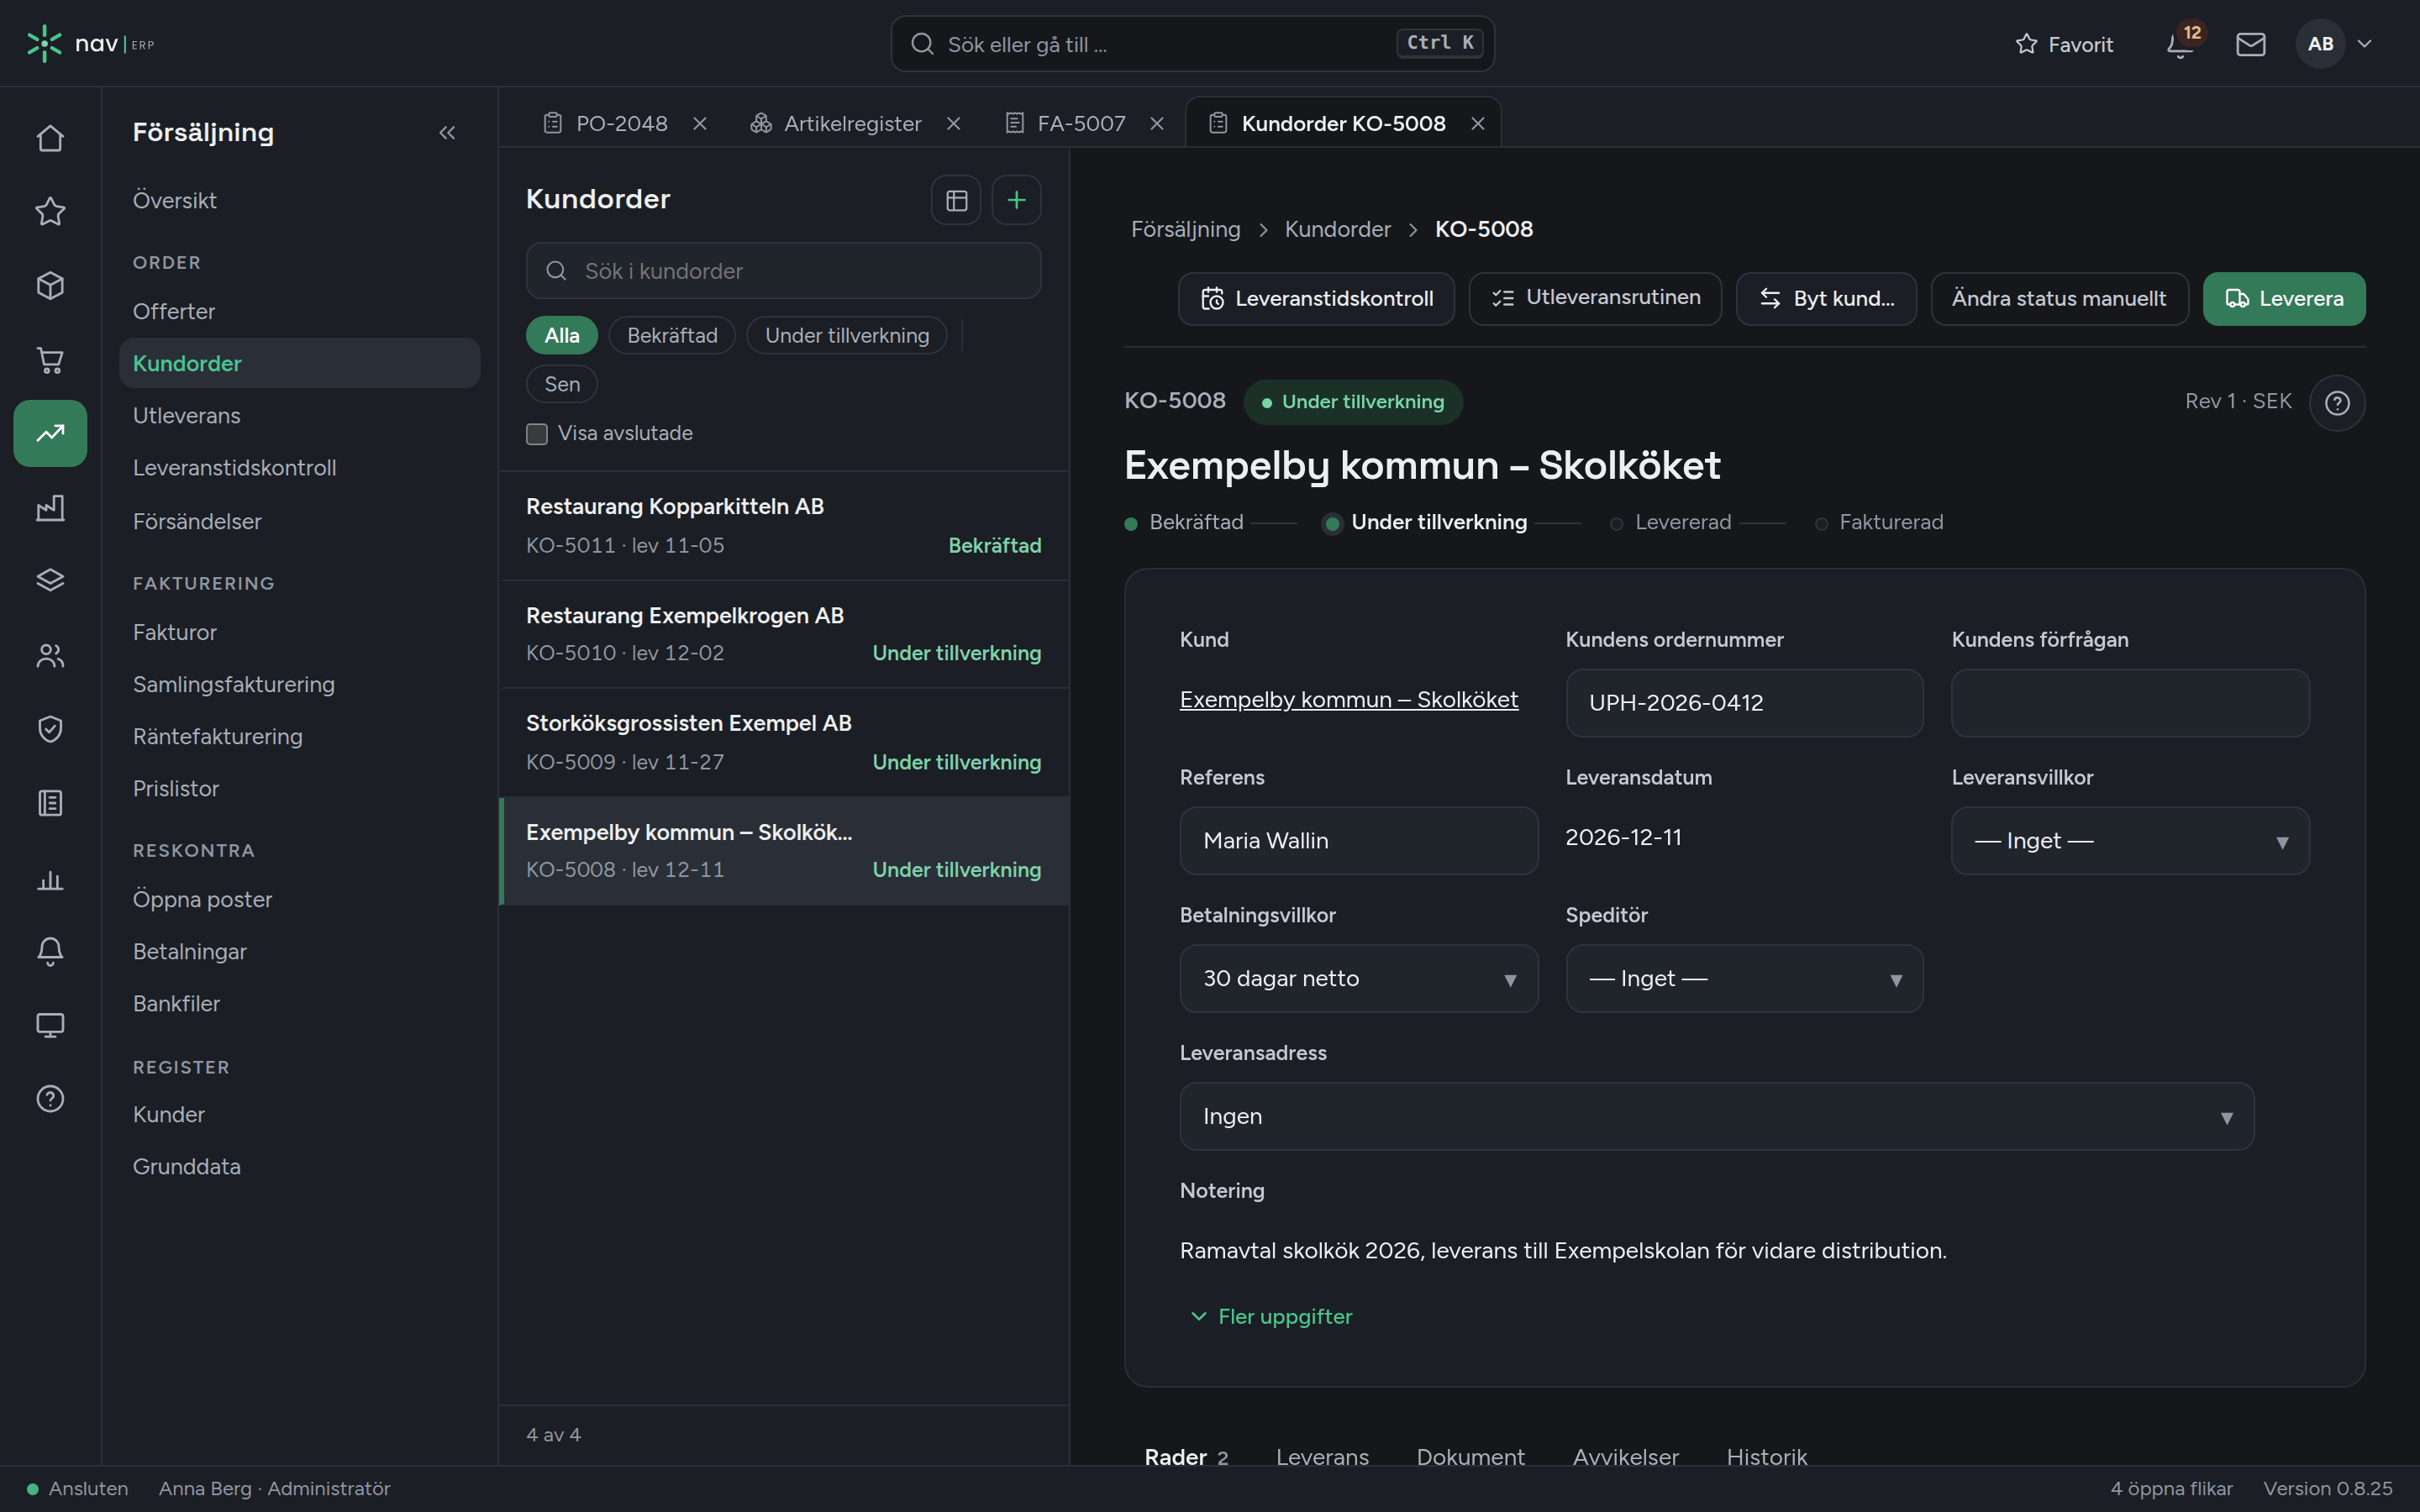 nav ERP
Sök eller gå till ...
Ctrl K
Favorit
12
AB
Försäljning
Översikt
ORDER
Offerter
Kundorder
Utleverans
Leveranstidskontroll
Försändelser
FAKTURERING
Fakturor
Samlingsfakturering
Räntefakturering
Prislistor
RESKONTRA
Öppna poster
Betalningar
Bankfiler
REGISTER
Kunder
Grunddata
PO-2048
Artikelregister
FA-5007
Kundorder KO-5008
Kundorder
Sök i kundorder
Alla
Bekräftad
Under tillverkning
Sen
Visa avslutade
Restaurang Kopparkitteln AB
KO-5011 · lev 11-05
Bekräftad
Restaurang Exempelkrogen AB
KO-5010 · lev 12-02
Under tillverkning
Storköksgrossisten Exempel AB
KO-5009 · lev 11-27
Under tillverkning
Exempelby kommun – Skolkök...
KO-5008 · lev 12-11
Under tillverkning
4 av 4
Försäljning
Kundorder
KO-5008
Leveranstidskontroll
Utleveransrutinen
Byt kund...
Ändra status manuellt
Leverera
KO-5008
Under tillverkning
Rev 1 · SEK
Exempelby kommun – Skolköket
Bekräftad
Under tillverkning
Levererad
Fakturerad
Kund
Kundens ordernummer
Kundens förfrågan
Exempelby kommun – Skolköket
UPH-2026-0412
Referens
Leveransdatum
Leveransvillkor
Maria Wallin
2026-12-11
— Inget —
Betalningsvillkor
Speditör
30 dagar netto
— Inget —
Leveransadress
Ingen
Notering
Ramavtal skolkök 2026, leverans till Exempelskolan för vidare distribution.
Fler uppgifter
Rader 2
Leverans
Dokument
Avvikelser
Historik
Ansluten
Anna Berg · Administratör
4 öppna flikar
Version 0.8.25